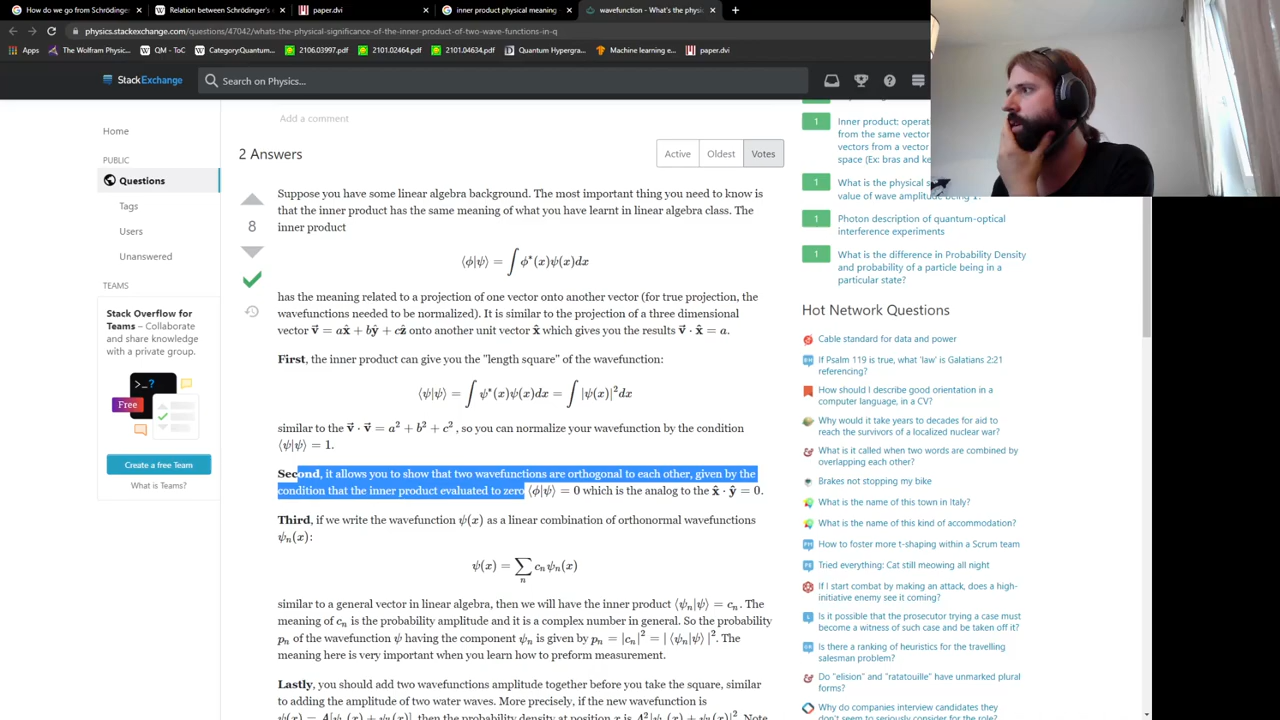 How do we go from Schrödinger
Relation between Schrödinger's
paper.dvi
inner product physical meaning
wavefunction - What's the physi
physics.stackexchange.com/questions/47042/whats-the-physical-significance-of-the-inner-product-of-two-wave-functions-in-q
Apps
The Wolfram Physi...
QM - ToC
Category:Quantum...
2106.03997.pdf
2101.02464.pdf
2101.04634.pdf
Quantum Hypergra...
Machine learning e...
paper.dvi
StackExchange
Search on Physics...
Add a comment
Home
PUBLIC
Questions
Tags
Users
Unanswered
TEAMS
Stack Overflow for
Teams – Collaborate
and share knowledge
with a private group.
>_?
Free
Create a free Team
What is Teams?
2 Answers
Active
Oldest
Votes
8
Suppose you have some linear algebra background. The most important thing you need to know is
that the inner product has the same meaning of what you have learnt in linear algebra class. The
inner product
⟨ϕ|ψ⟩ = ∫ ϕ*(x)ψ(x)dx
has the meaning related to a projection of one vector onto another vector (for true projection, the
wavefunctions needed to be normalized). It is similar to the projection of a three dimensional
vector v⃗ = ax̂ + bŷ + cẑ onto another unit vector x̂ which gives you the results v⃗ · x̂ = a.
First, the inner product can give you the "length square" of the wavefunction:
⟨ψ|ψ⟩ = ∫ ψ*(x)ψ(x)dx = ∫ |ψ(x)|²dx
similar to the v⃗ · v⃗ = a² + b² + c², so you can normalize your wavefunction by the condition
⟨ψ|ψ⟩ = 1.
Second, it allows you to show that two wavefunctions are orthogonal to each other, given by the
condition that the inner product evaluated to zero ⟨ϕ|ψ⟩ = 0 which is the analog to the x̂ · ŷ = 0.
Third, if we write the wavefunction ψ(x) as a linear combination of orthonormal wavefunctions
ψₙ(x):
ψ(x) = ∑ₙ cₙψₙ(x)
similar to a general vector in linear algebra, then we will have the inner product ⟨ψₙ|ψ⟩ = cₙ. The
meaning of cₙ is the probability amplitude and it is a complex number in general. So the probability
pₙ of the wavefunction ψ having the component ψₙ is given by pₙ = |cₙ|² = | ⟨ψₙ|ψ⟩ |². The
meaning here is very important when you learn how to preform measurement.
Lastly, you should add two wavefunctions amplitude together before you take the square, similar
to adding the amplitude of two water waves. More precisely, if the new wavefunction is
1
Inner product: operat
from the same vector
vectors from a vector
space (Ex: bras and ke
1
What is the physical s
value of wave amplitude being 1?
1
Photon description of quantum-optical
interference experiments
1
What is the difference in Probability Density
and probability of a particle being in a
particular state?
Hot Network Questions
Cable standard for data and power
If Psalm 119 is true, what 'law' is Galatians 2:21
referencing?
How should I describe good orientation in a
computer language, in a CV?
Why would it take years to decades for aid to
reach the survivors of a localized nuclear war?
What is it called when two words are combined by
overlapping each other?
Brakes not stopping my bike
What is the name of this town in Italy?
What is the name of this kind of accommodation?
How to foster more t-shaping within a Scrum team
Tried everything: Cat still meowing all night
If I start combat by making an attack, does a high-
initiative enemy see it coming?
Is it possible that the prosecutor trying a case must
become a witness of such case and be taken off it?
Is there a ranking of heuristics for the travelling
salesman problem?
Do "elision" and "ratatouille" have unmarked plural
forms?
Why do companies interview candidates they
don't seem to seriously consider for the role?